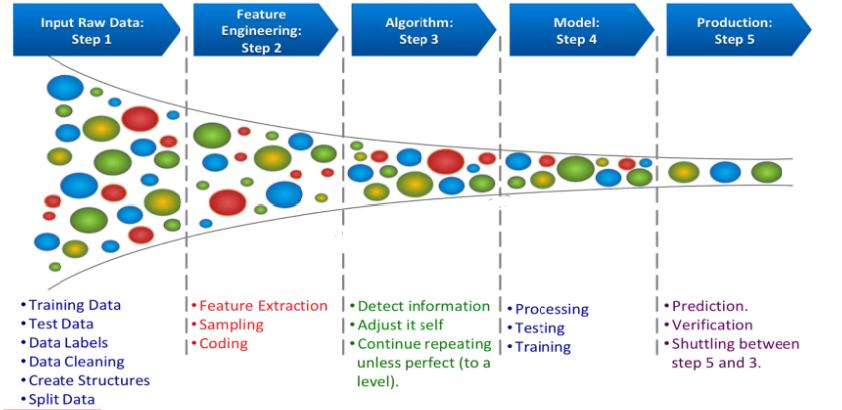 Input Raw Data:
Step 1
Feature
Engineering:
Step 2
Algorithm:
Step 3
Model:
Step 4
Production:
Step 5
• Training Data
• Test Data
• Data Labels
• Data Cleaning
• Create Structures
• Split Data
• Feature Extraction
• Sampling
• Coding
• Detect information
• Adjust it self
• Continue repeating
unless perfect (to a
level).
• Processing
• Testing
• Training
• Prediction.
• Verification
• Shuttling between
step 5 and 3.